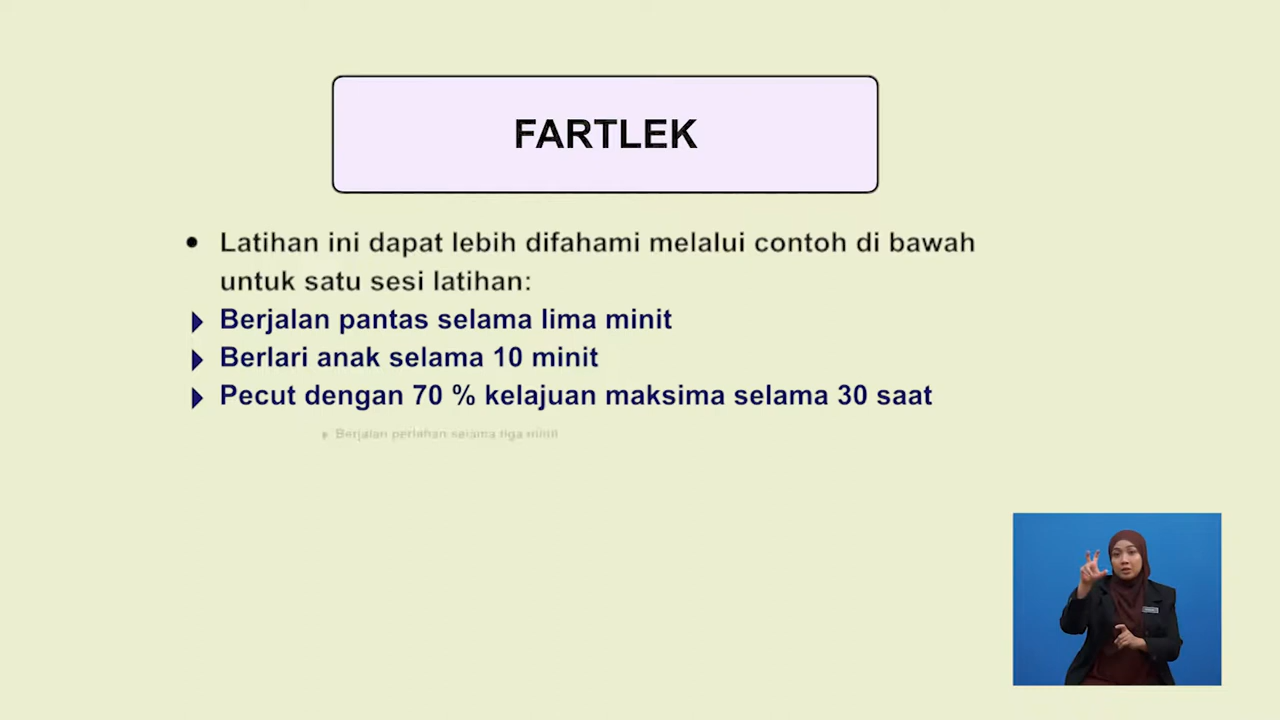 FARTLEK
● Latihan ini dapat lebih difahami melalui contoh di bawah
untuk satu sesi latihan:
Berjalan pantas selama lima minit
Berlari anak selama 10 minit
Pecut dengan 70 % kelajuan maksima selama 30 saat
Berjalan perlahan selama tiga minit